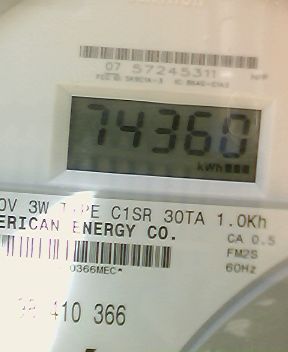 07 57245311
74360
kWh
0V 3W TYPE C1SR 30TA 1.0Kh
ERICAN ENERGY CO.
CA 0.5
FM2S
0366MEC*
60Hz
410 366